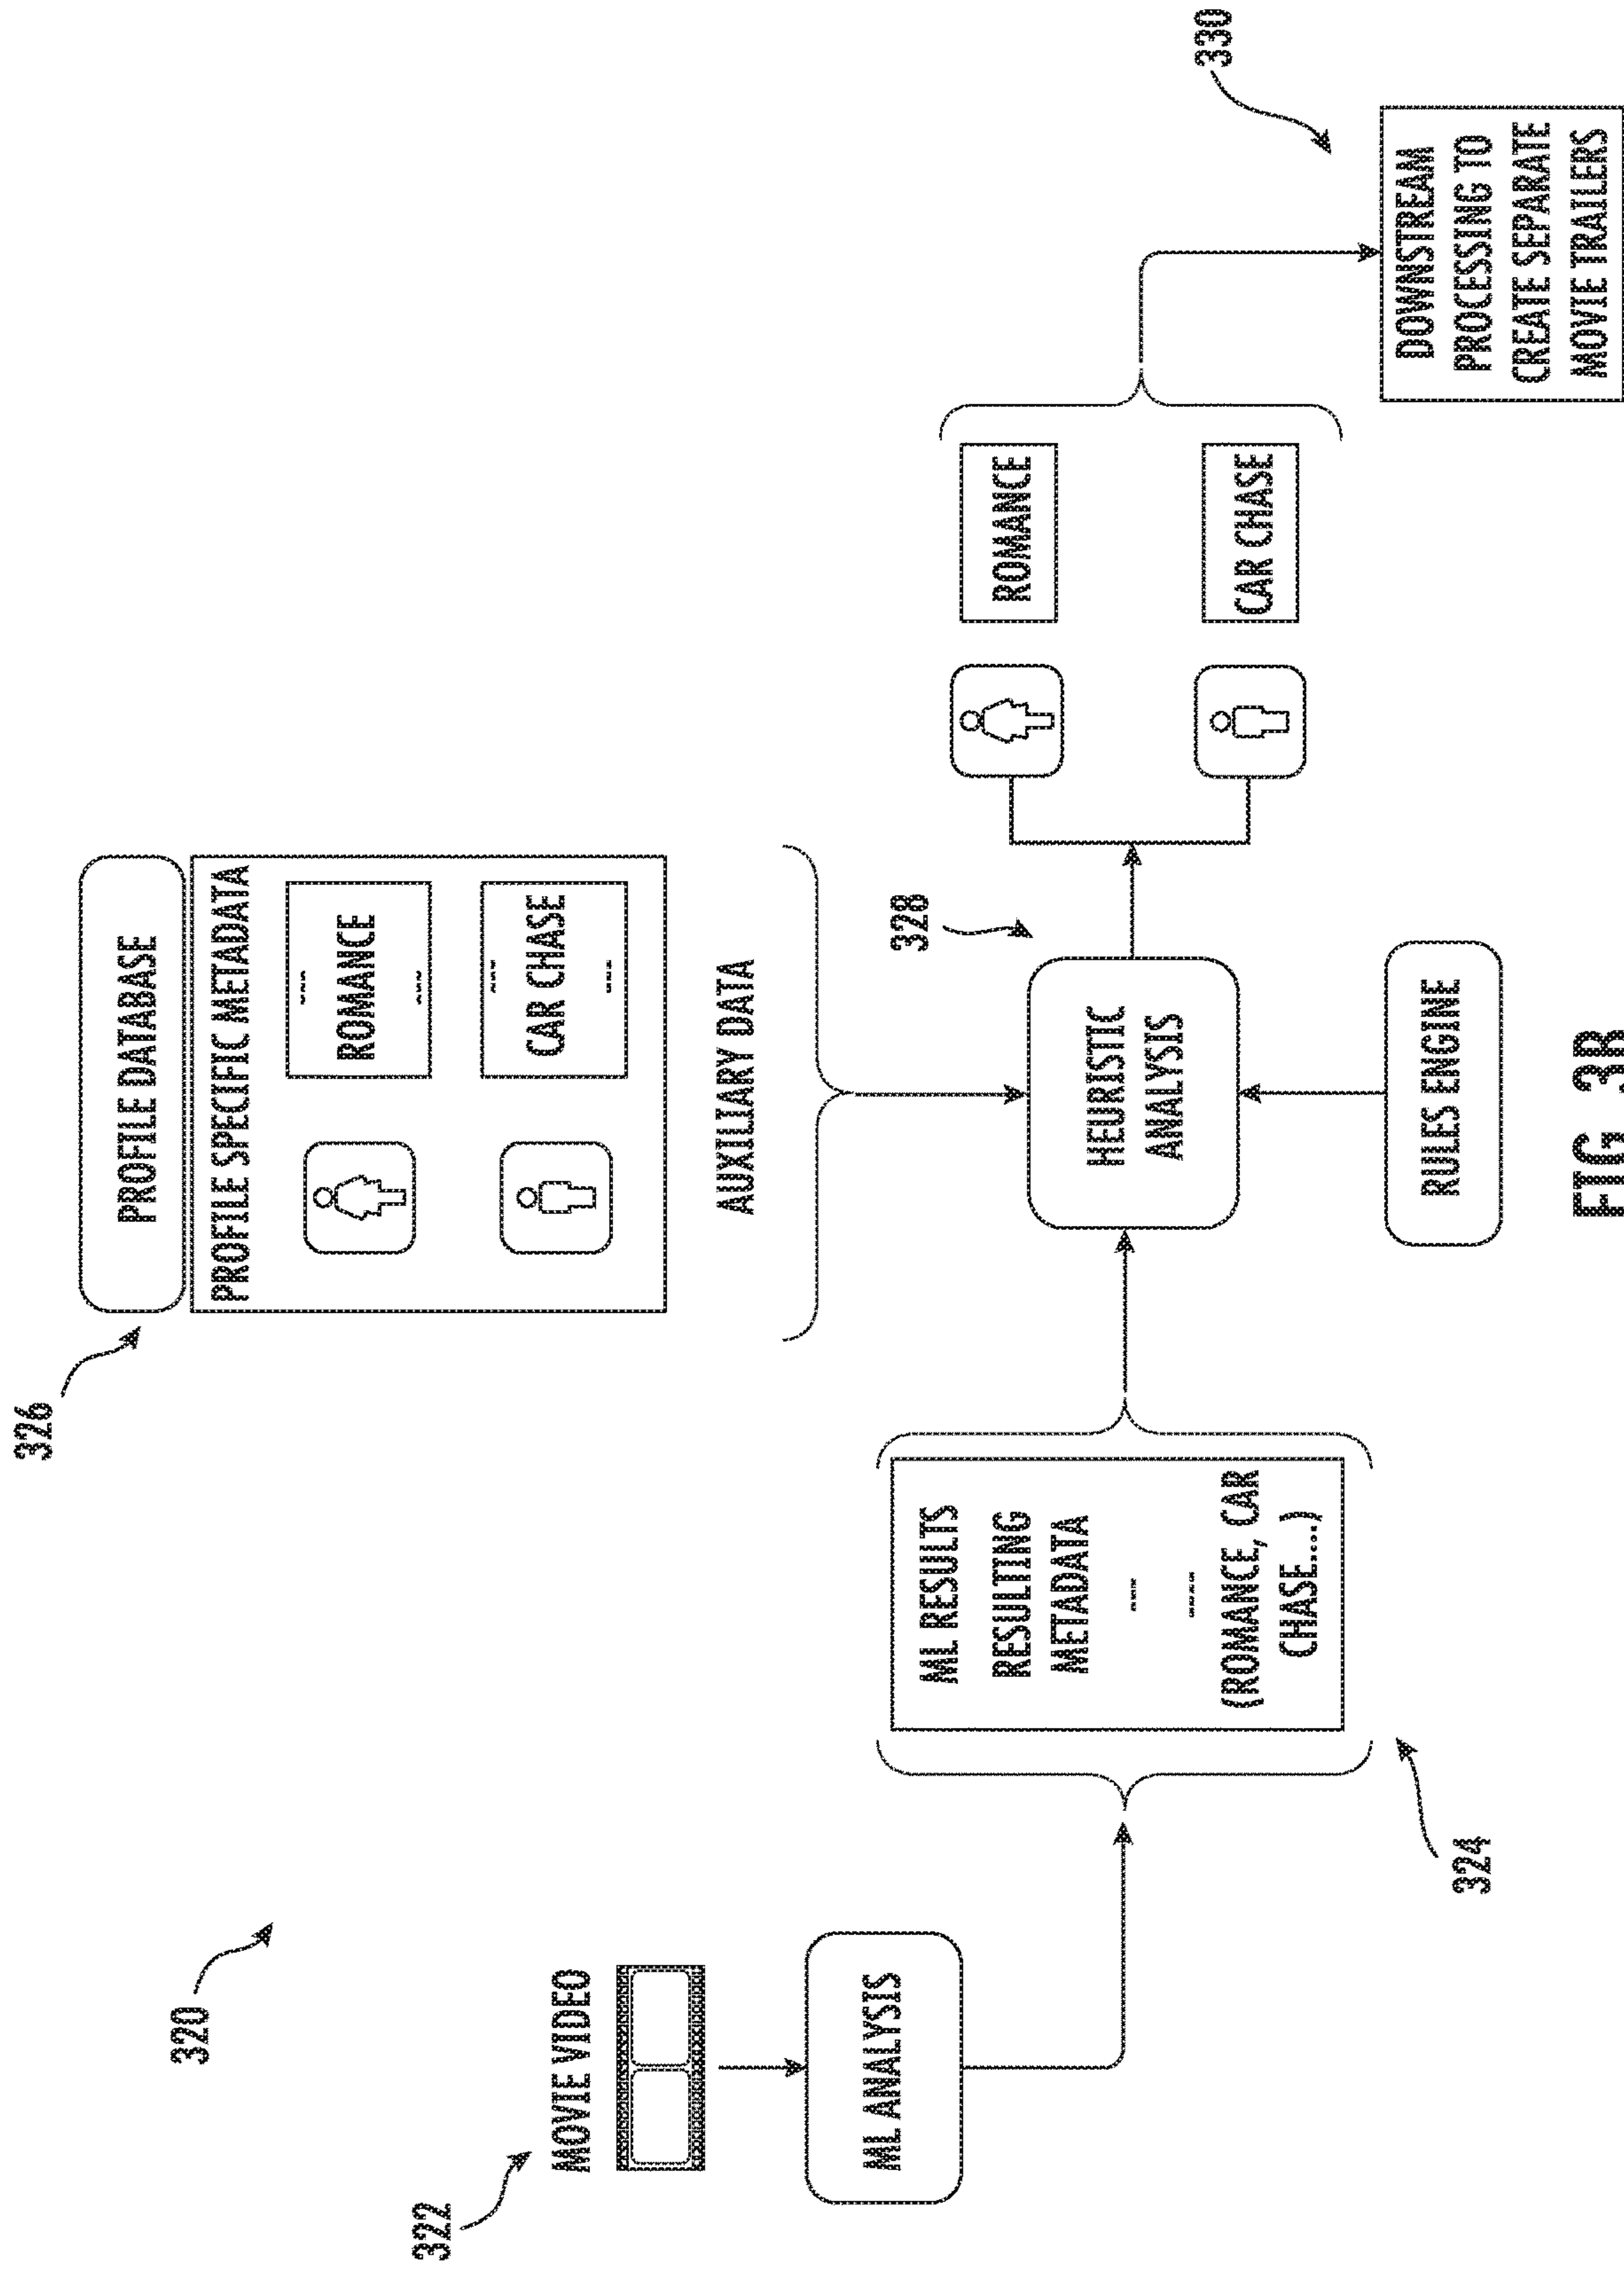 320
322
MOVIE VIDEO
ML ANALYSIS
324
ML RESULTS
RESULTING
METADATA
(ROMANCE, CAR
CHASE...)
326
PROFILE DATABASE
PROFILE SPECIFIC METADATA
ROMANCE
CAR CHASE
AUXILIARY DATA
328
HEURISTIC
ANALYSIS
RULES ENGINE
ROMANCE
CAR CHASE
330
DOWNSTREAM
PROCESSING TO
CREATE SEPARATE
MOVIE TRAILERS
FIG. 3B